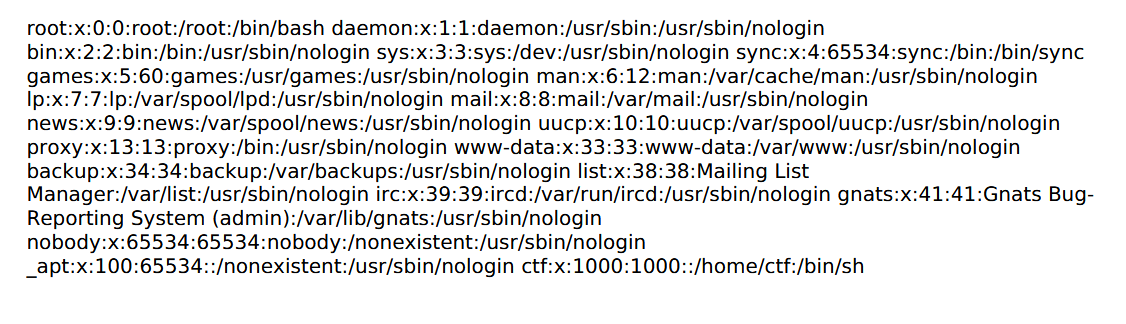 root:x:0:0:root:/root:/bin/bash daemon:x:1:1:daemon:/usr/sbin:/usr/sbin/nologin
bin:x:2:2:bin:/bin:/usr/sbin/nologin sys:x:3:3:sys:/dev:/usr/sbin/nologin sync:x:4:65534:sync:/bin:/bin/sync
games:x:5:60:games:/usr/games:/usr/sbin/nologin man:x:6:12:man:/var/cache/man:/usr/sbin/nologin
lp:x:7:7:lp:/var/spool/lpd:/usr/sbin/nologin mail:x:8:8:mail:/var/mail:/usr/sbin/nologin
news:x:9:9:news:/var/spool/news:/usr/sbin/nologin uucp:x:10:10:uucp:/var/spool/uucp:/usr/sbin/nologin
proxy:x:13:13:proxy:/bin:/usr/sbin/nologin www-data:x:33:33:www-data:/var/www:/usr/sbin/nologin
backup:x:34:34:backup:/var/backups:/usr/sbin/nologin list:x:38:38:Mailing List
Manager:/var/list:/usr/sbin/nologin irc:x:39:39:ircd:/var/run/ircd:/usr/sbin/nologin gnats:x:41:41:Gnats Bug-
Reporting System (admin):/var/lib/gnats:/usr/sbin/nologin
nobody:x:65534:65534:nobody:/nonexistent:/usr/sbin/nologin
_apt:x:100:65534::/nonexistent:/usr/sbin/nologin ctf:x:1000:1000::/home/ctf:/bin/sh